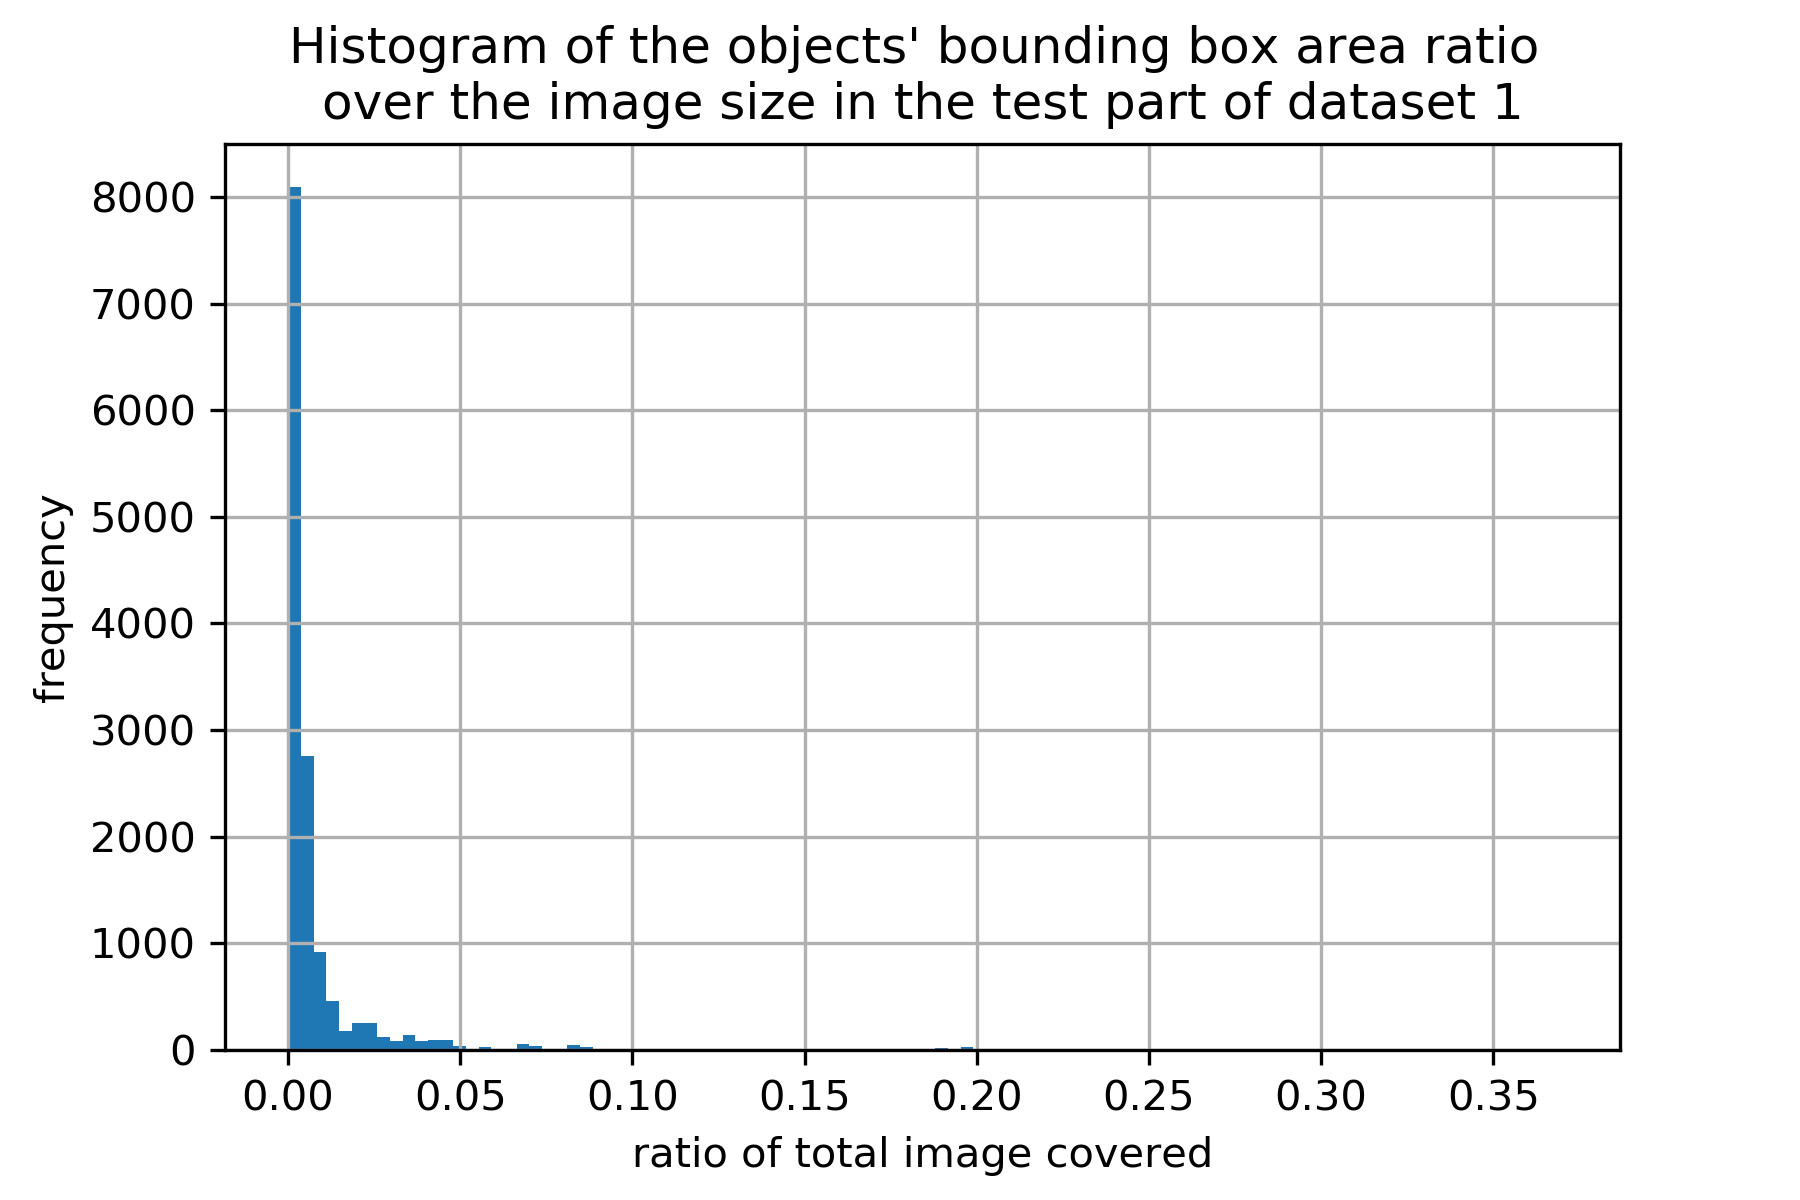 Histogram of the objects' bounding box area ratio
over the image size in the test part of dataset 1
8000
7000
6000
5000
4000
3000
2000
1000
0
frequency
0.00 0.05 0.10 0.15 0.20 0.25 0.30 0.35
ratio of total image covered